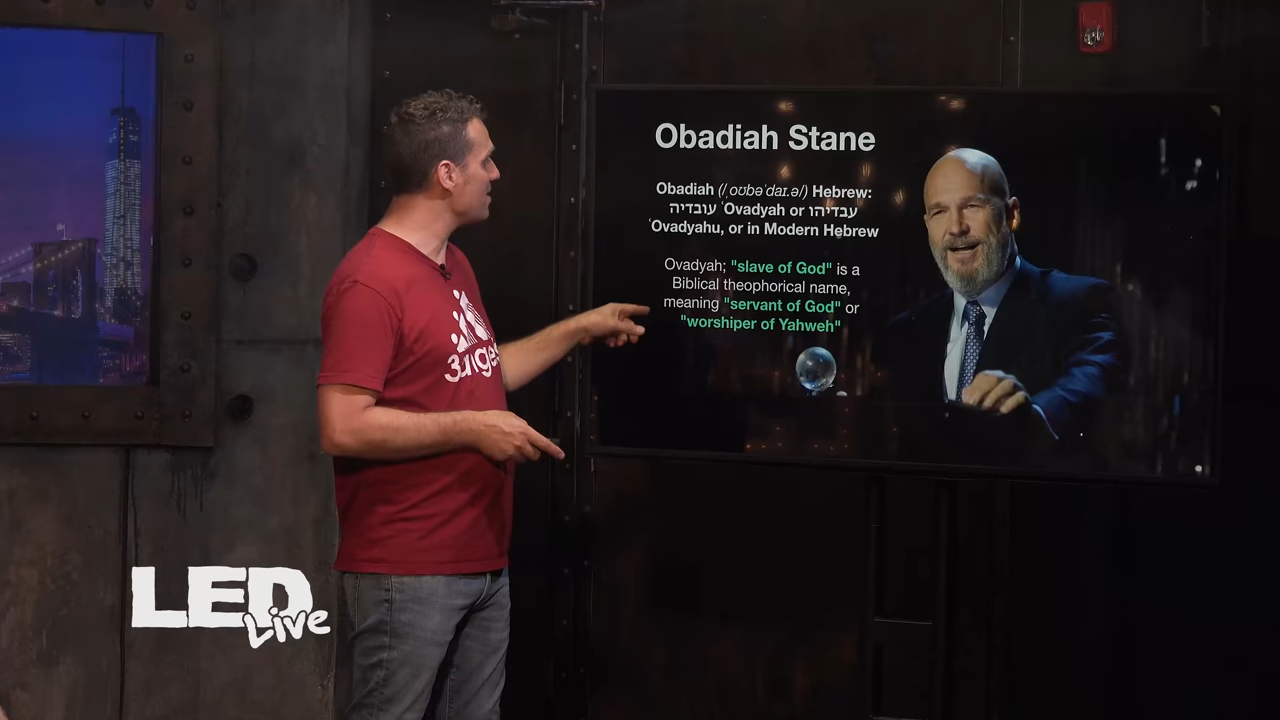 Obadiah Stane
Obadiah (/ˌoʊbəˈdaɪ.ə/) Hebrew:
עובדיה ʿOvadyah or עבדיהו
ʿOvadyahu, or in Modern Hebrew
Ovadyah; "slave of God" is a
Biblical theophorical name,
meaning "servant of God" or
"worshiper of Yahweh"
LED
Live